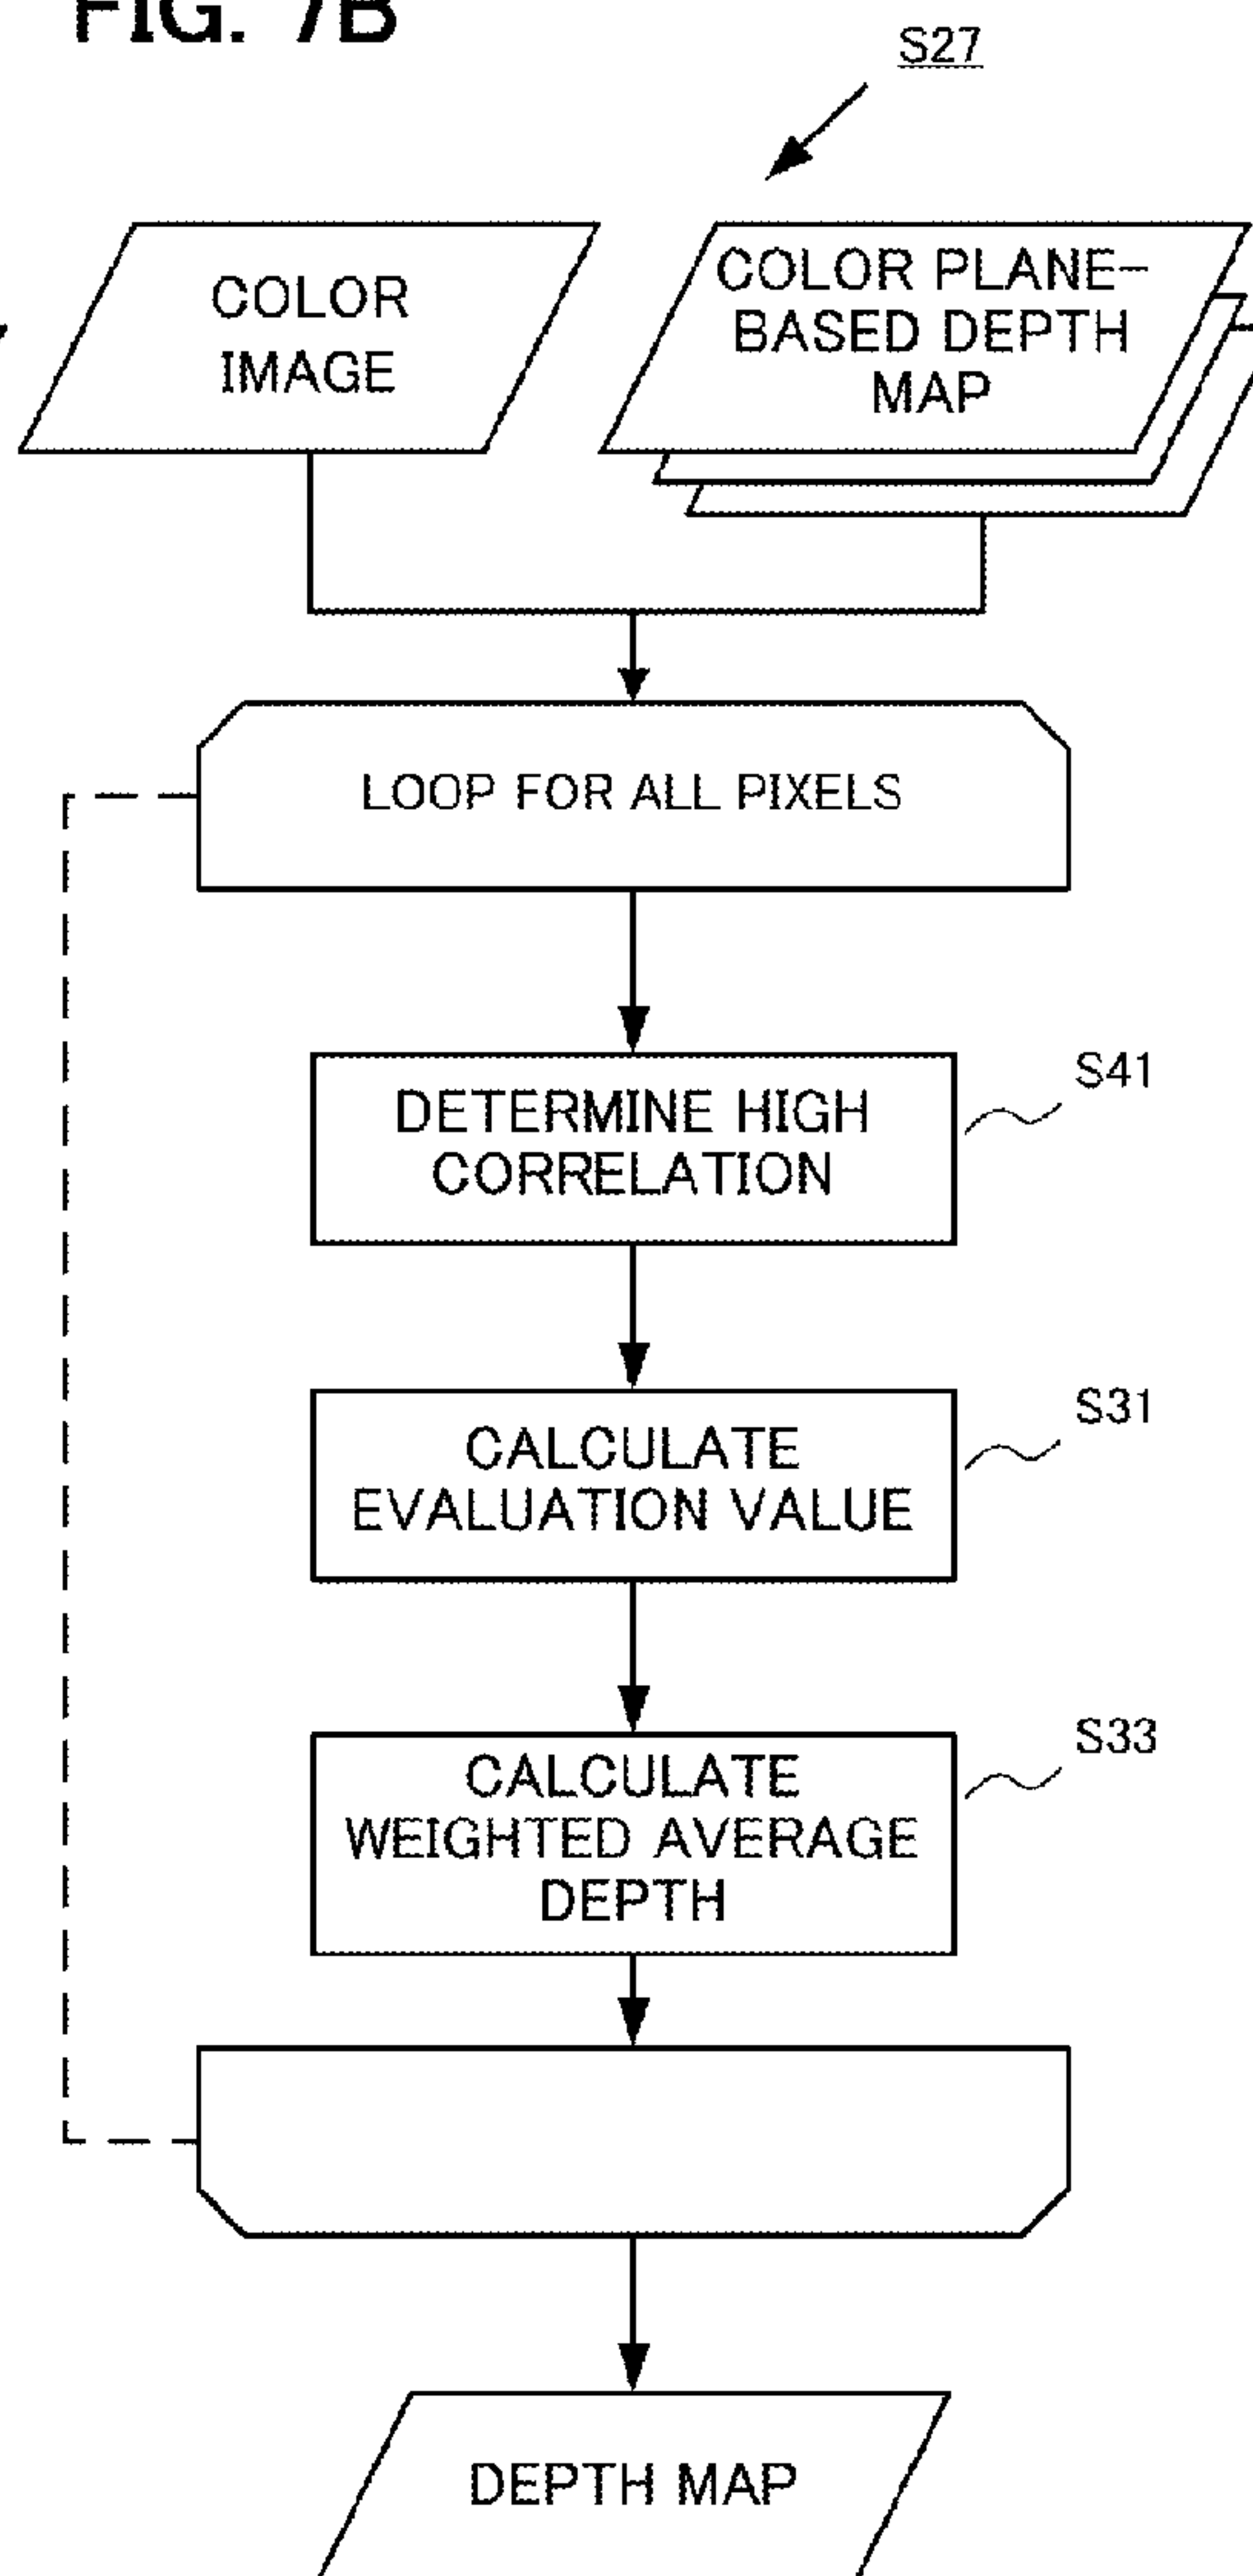 FIG. 7B
S27
COLOR
IMAGE
COLOR PLANE-
BASED DEPTH
MAP
LOOP FOR ALL PIXELS
S41
DETERMINE HIGH
CORRELATION
S31
CALCULATE
EVALUATION VALUE
S33
CALCULATE
WEIGHTED AVERAGE
DEPTH
DEPTH MAP